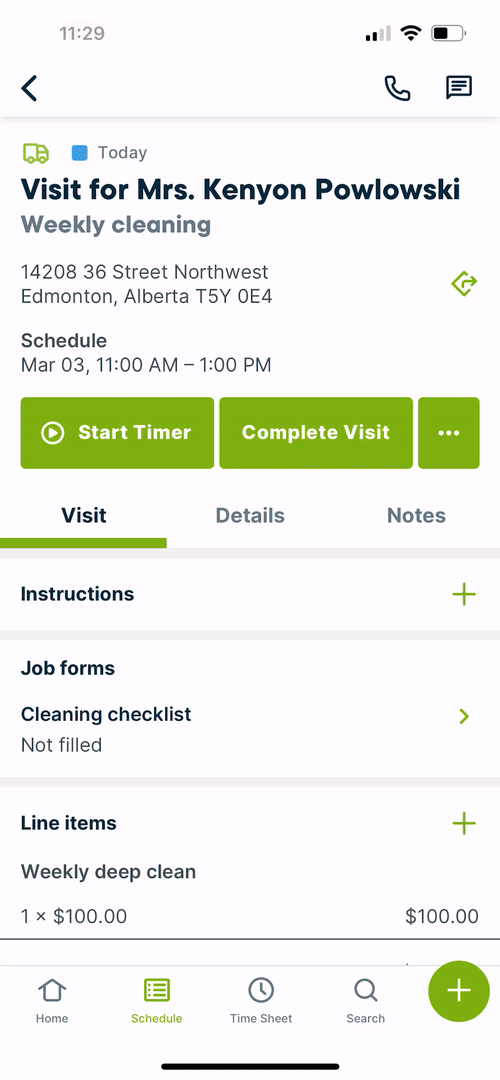 11:29
Today
Visit for Mrs. Kenyon Powlowski
Weekly cleaning
14208 36 Street Northwest
Edmonton, Alberta T5Y 0E4
Schedule
Mar 03, 11:00 AM – 1:00 PM
Start Timer Complete Visit ···
Visit Details Notes
Instructions
Job forms
Cleaning checklist
Not filled
Line items
Weekly deep clean
1 × $100.00 $100.00
Home Schedule Time Sheet Search